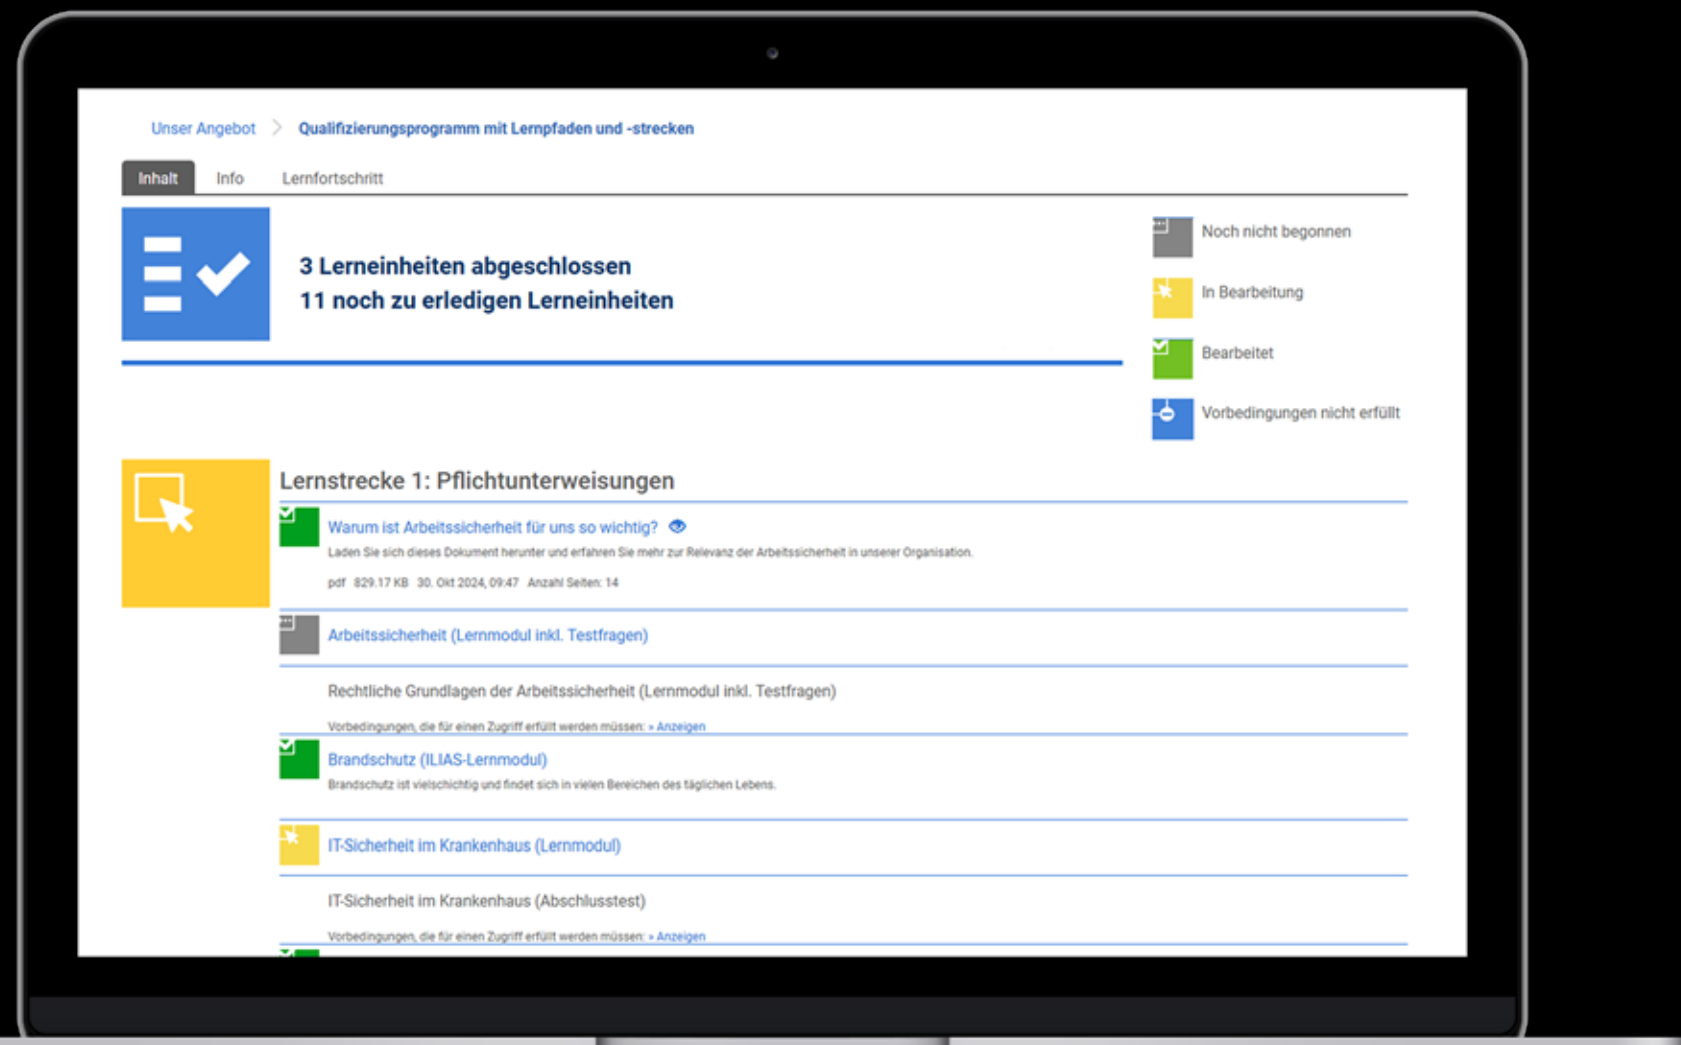 Unser Angebot > Qualifizierungsprogramm mit Lernpfaden und -strecken
Inhalt Info Lernfortschritt
3 Lerneinheiten abgeschlossen
11 noch zu erledigen Lerneinheiten
Noch nicht begonnen
In Bearbeitung
Bearbeitet
Vorbedingungen nicht erfüllt
Lernstrecke 1: Pflichtunterweisungen
Warum ist Arbeitssicherheit für uns so wichtig?
Laden Sie sich dieses Dokument herunter und erfahren Sie mehr zur Relevanz der Arbeitssicherheit in unserer Organisation.
pdf 829.17 KB 30. Okt 2024, 09:47 Anzahl Seiten: 14
Arbeitssicherheit (Lernmodul inkl. Testfragen)
Rechtliche Grundlagen der Arbeitssicherheit (Lernmodul inkl. Testfragen)
Vorbedingungen, die für einen Zugriff erfüllt werden müssen: » Anzeigen
Brandschutz (ILIAS-Lernmodul)
Brandschutz ist vielschichtig und findet sich in vielen Bereichen des täglichen Lebens.
IT-Sicherheit im Krankenhaus (Lernmodul)
IT-Sicherheit im Krankenhaus (Abschlusstest)
Vorbedingungen, die für einen Zugriff erfüllt werden müssen: » Anzeigen